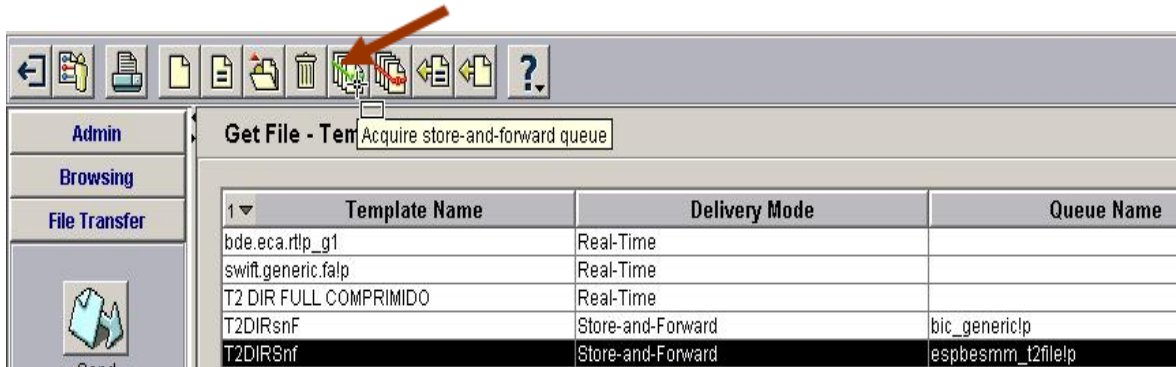 ?
Admin
Get File - Tem
Acquire store-and-forward queue
Browsing
File Transfer
1 Template Name Delivery Mode Queue Name
bde.eca.rt!p_g1 Real-Time
swift.generic.fa!p Real-Time
T2 DIR FULL COMPRIMIDO Real-Time
T2DIRsnF Store-and-Forward bic_generic!p
T2DIRSnf Store-and-Forward espbesmm_t2file!p